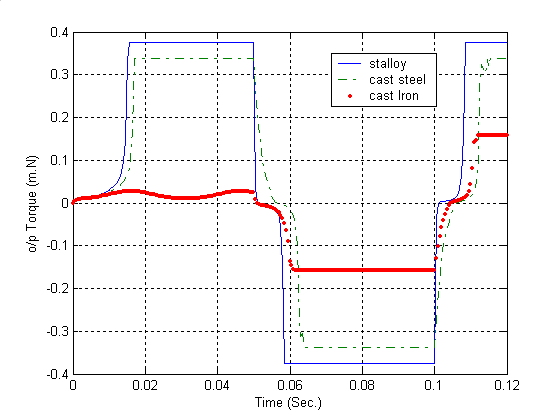 0.4
0.3
0.2
0.1
0
-0.1
-0.2
-0.3
-0.4
o/p Torque (m.N)
stalloy
cast steel
cast Iron
0 0.02 0.04 0.06 0.08 0.1 0.12
Time (Sec.)